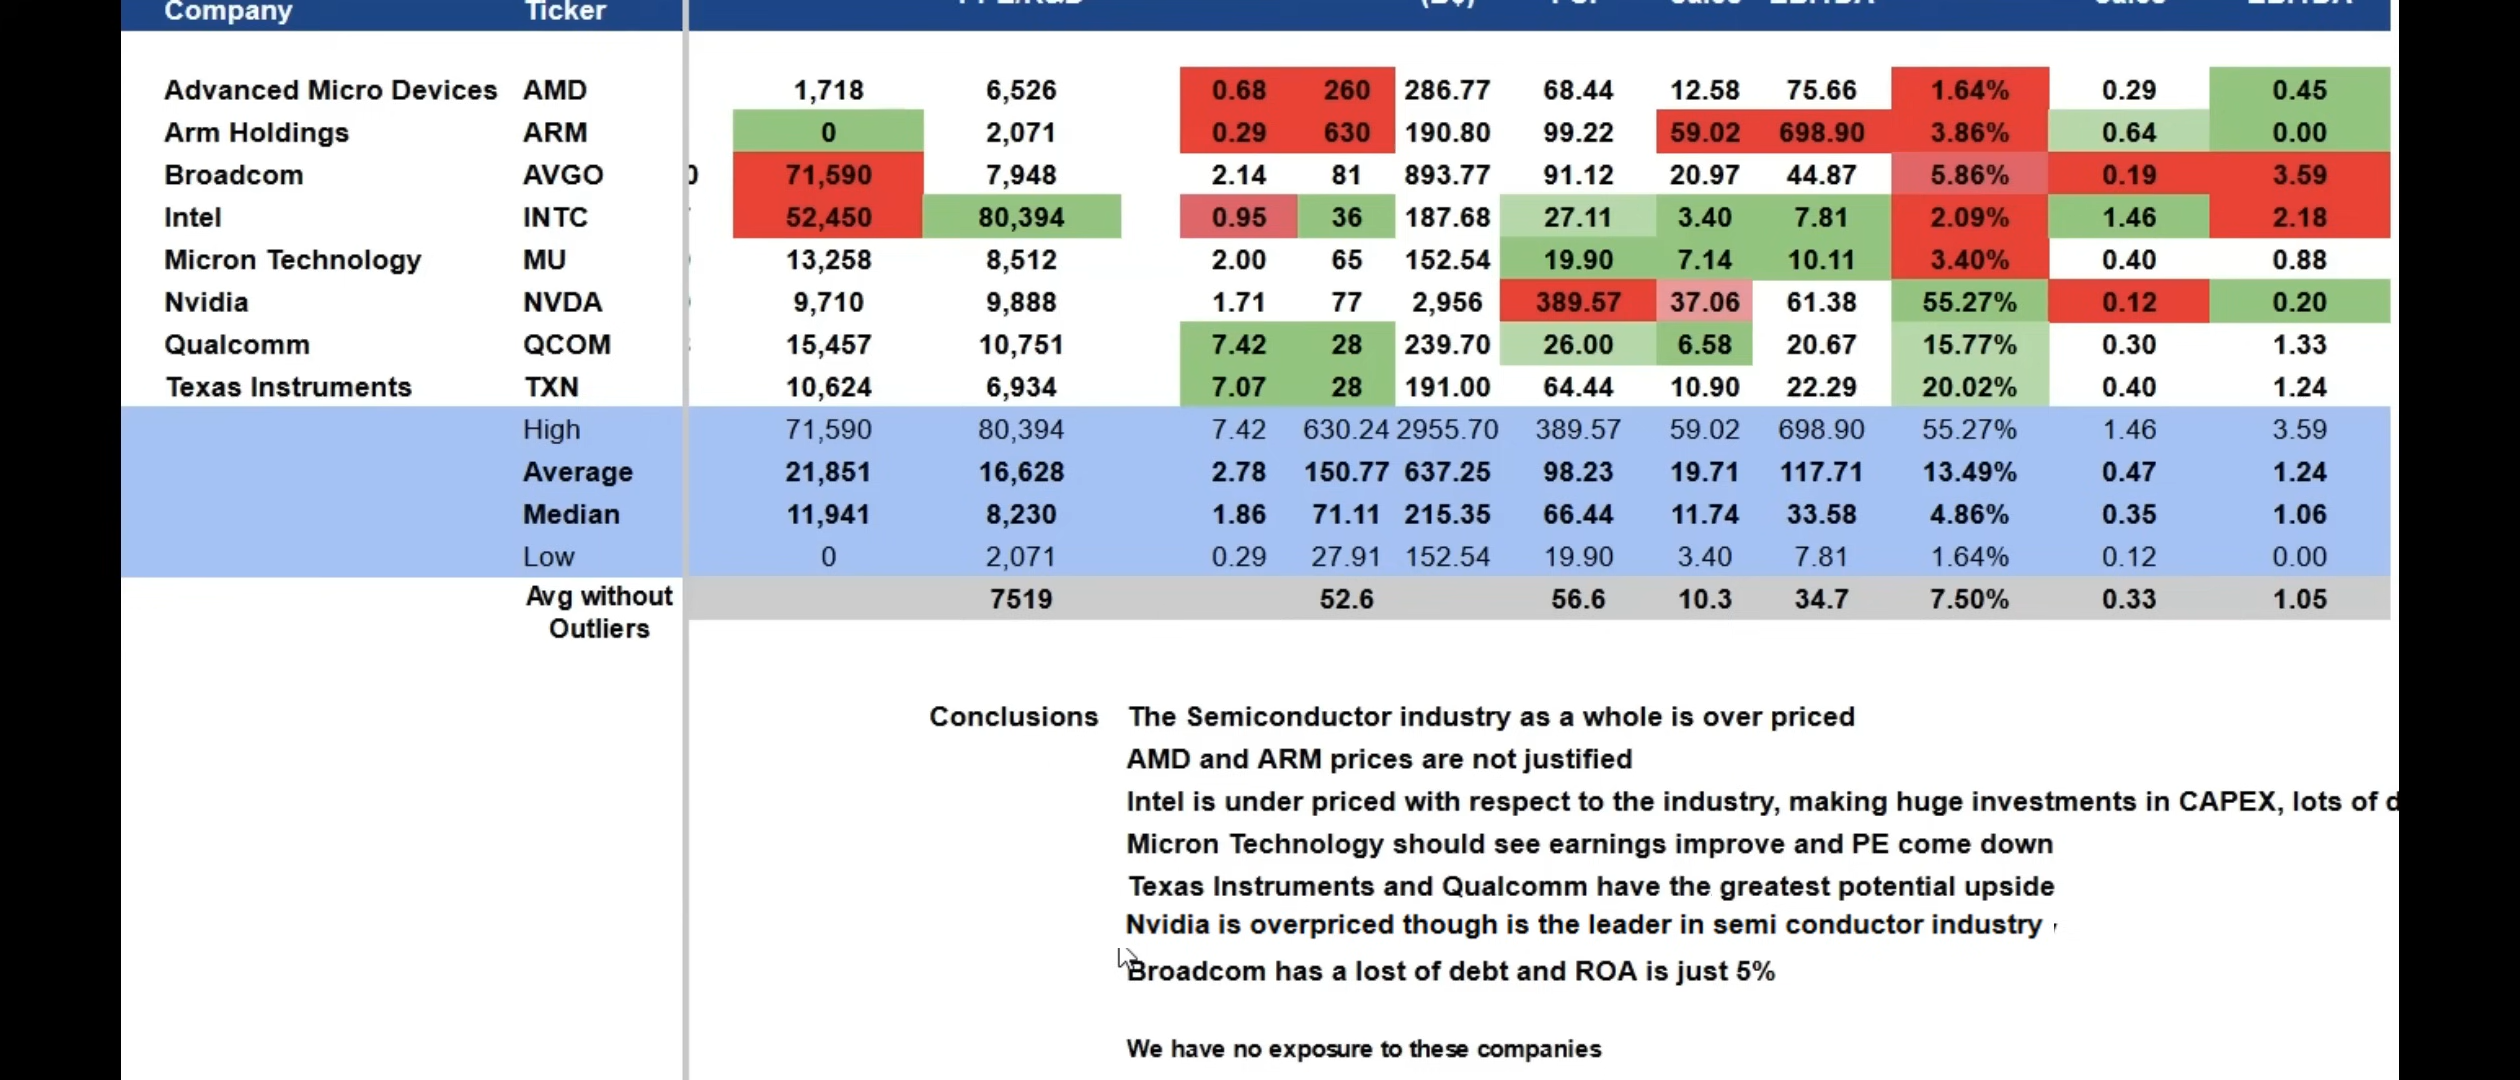 Company Ticker
Advanced Micro Devices AMD 1,718 6,526 0.68 260 286.77 68.44 12.58 75.66 1.64% 0.29 0.45
Arm Holdings ARM 0 2,071 0.29 630 190.80 99.22 59.02 698.90 3.86% 0.64 0.00
Broadcom AVGO 71,590 7,948 2.14 81 893.77 91.12 20.97 44.87 5.86% 0.19 3.59
Intel INTC 52,450 80,394 0.95 36 187.68 27.11 3.40 7.81 2.09% 1.46 2.18
Micron Technology MU 13,258 8,512 2.00 65 152.54 19.90 7.14 10.11 3.40% 0.40 0.88
Nvidia NVDA 9,710 9,888 1.71 77 2,956 389.57 37.06 61.38 55.27% 0.12 0.20
Qualcomm QCOM 15,457 10,751 7.42 28 239.70 26.00 6.58 20.67 15.77% 0.30 1.33
Texas Instruments TXN 10,624 6,934 7.07 28 191.00 64.44 10.90 22.29 20.02% 0.40 1.24
High 71,590 80,394 7.42 630.24 2955.70 389.57 59.02 698.90 55.27% 1.46 3.59
Average 21,851 16,628 2.78 150.77 637.25 98.23 19.71 117.71 13.49% 0.47 1.24
Median 11,941 8,230 1.86 71.11 215.35 66.44 11.74 33.58 4.86% 0.35 1.06
Low 0 2,071 0.29 27.91 152.54 19.90 3.40 7.81 1.64% 0.12 0.00
Avg without 7519 52.6 56.6 10.3 34.7 7.50% 0.33 1.05
Outliers
Conclusions The Semiconductor industry as a whole is over priced
AMD and ARM prices are not justified
Intel is under priced with respect to the industry, making huge investments in CAPEX, lots of
Micron Technology should see earnings improve and PE come down
Texas Instruments and Qualcomm have the greatest potential upside
Nvidia is overpriced though is the leader in semi conductor industry
Broadcom has a lost of debt and ROA is just 5%
We have no exposure to these companies